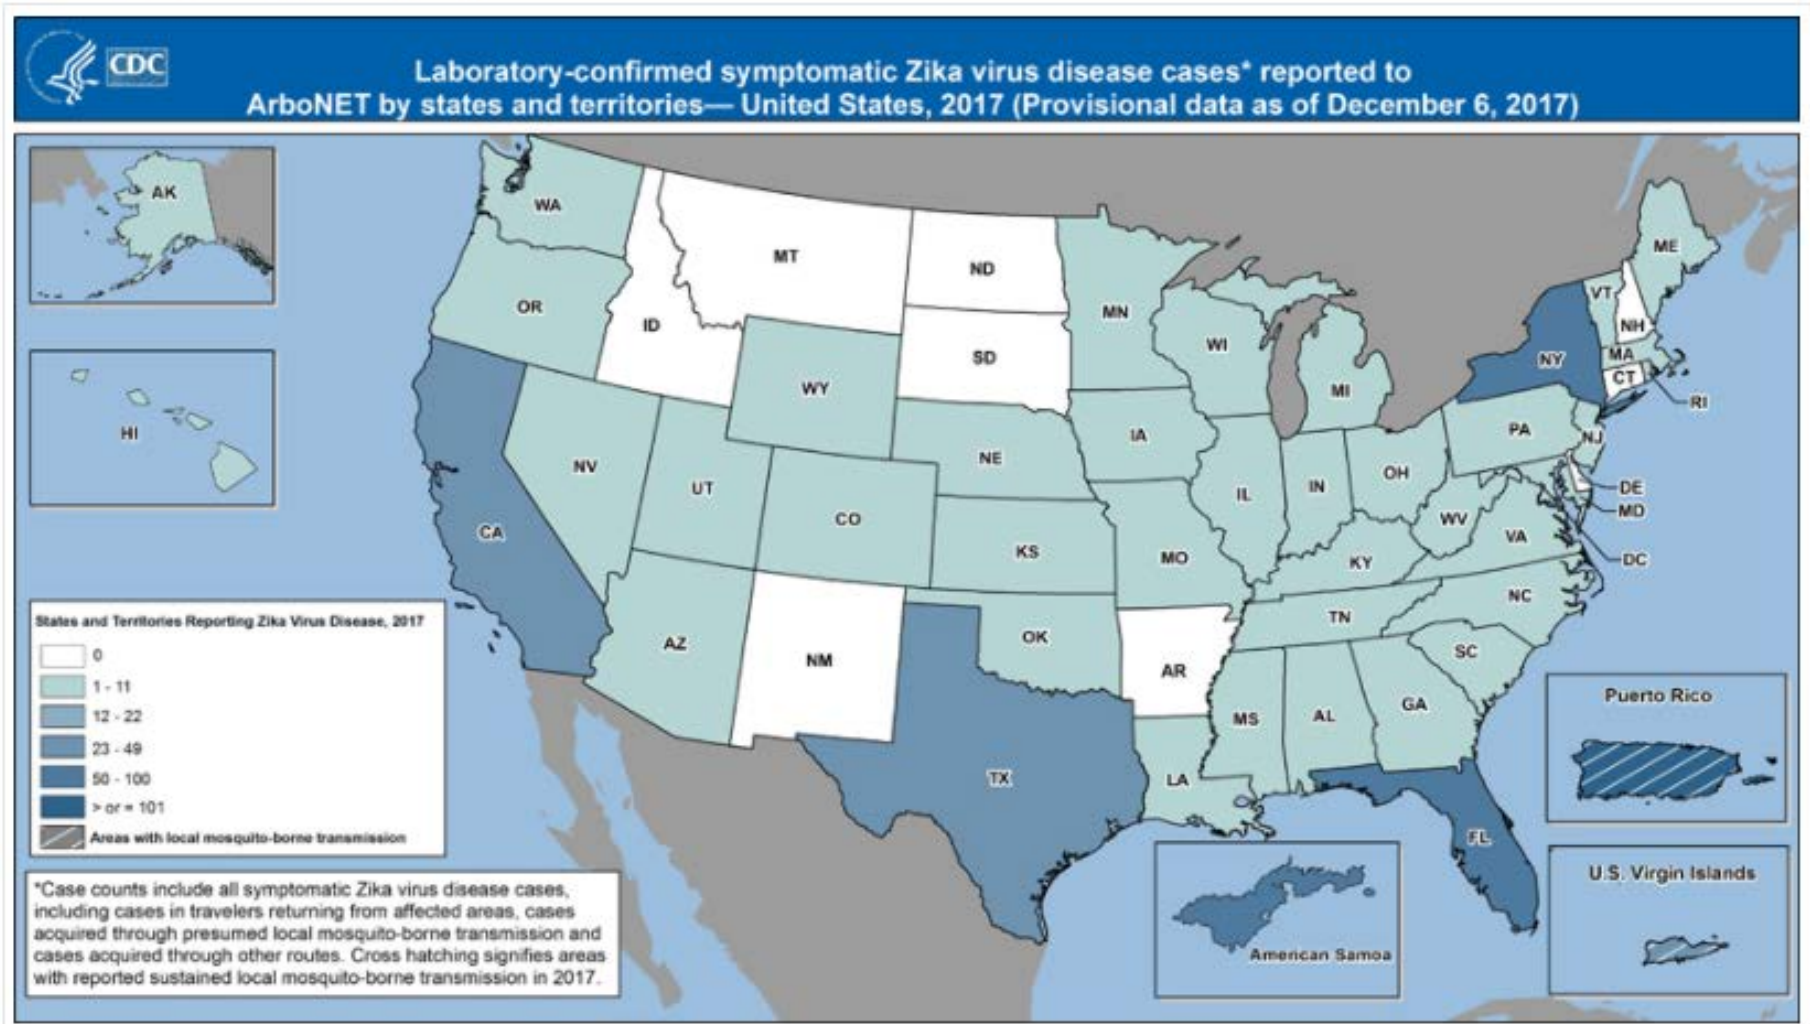 CDC
Laboratory-confirmed symptomatic Zika virus disease cases* reported to
ArboNET by states and territories— United States, 2017 (Provisional data as of December 6, 2017)
AK
HI
WA
OR
CA
ID
MT
ND
SD
WY
NV
UT
CO
NE
KS
AZ
NM
OK
TX
MN
IA
MO
AR
LA
WI
IL
MI
IN
OH
KY
TN
MS
AL
GA
FL
SC
NC
VA
WV
PA
NY
VT
NH
ME
MA
CT
RI
NJ
DE
MD
DC
States and Territories Reporting Zika Virus Disease, 2017
0
1 - 11
12 - 22
23 - 49
50 - 100
> or = 101
Areas with local mosquito-borne transmission
*Case counts include all symptomatic Zika virus disease cases,
including cases in travelers returning from affected areas, cases
acquired through presumed local mosquito-borne transmission and
cases acquired through other routes. Cross hatching signifies areas
with reported sustained local mosquito-borne transmission in 2017.
Puerto Rico
U.S. Virgin Islands
American Samoa